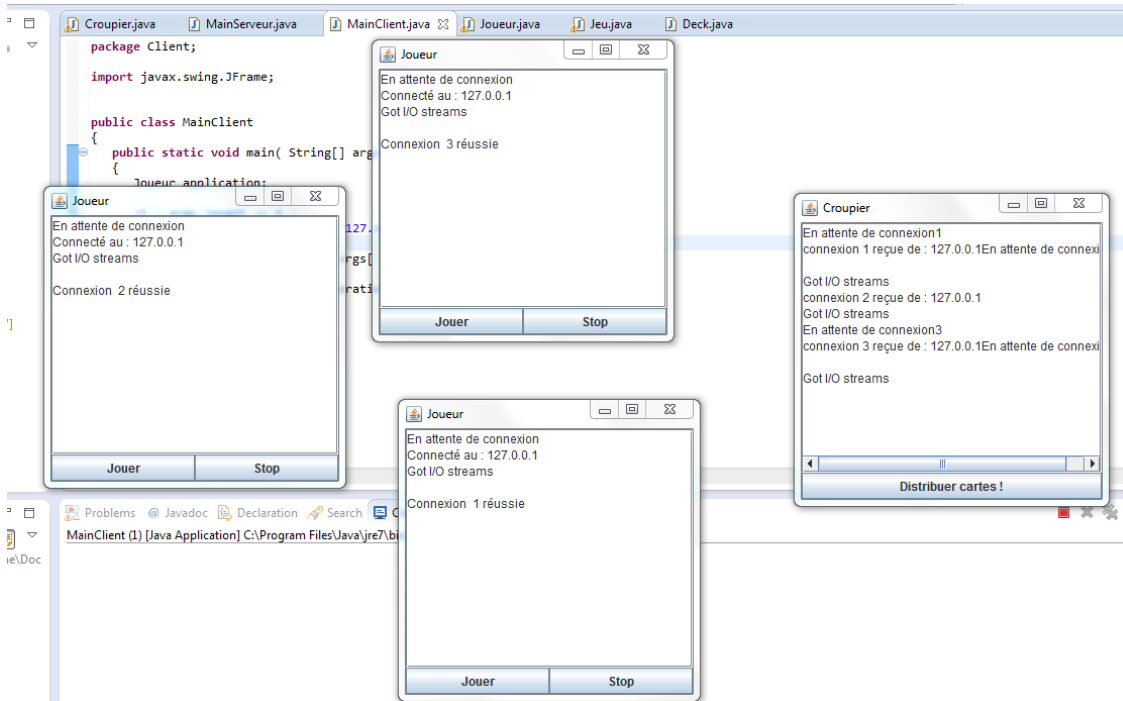 Croupier.java MainServeur.java MainClient.java Joueur.java Jeu.java Deck.java
package Client;
import javax.swing.JFrame;
public class MainClient
{
public static void main( String[] arg
{
Joueur application;
127.
rgs[
rati
Joueur
En attente de connexion
Connecté au : 127.0.0.1
Got I/O streams
Connexion 3 réussie
Jouer Stop
Joueur
En attente de connexion
Connecté au : 127.0.0.1
Got I/O streams
Connexion 2 réussie
Jouer Stop
Croupier
En attente de connexion1
connexion 1 reçue de : 127.0.0.1En attente de connexi
Got I/O streams
connexion 2 reçue de : 127.0.0.1
Got I/O streams
En attente de connexion3
connexion 3 reçue de : 127.0.0.1En attente de connexi
Got I/O streams
Distribuer cartes !
Joueur
En attente de connexion
Connecté au : 127.0.0.1
Got I/O streams
Connexion 1 réussie
Jouer Stop
"]
Problems @ Javadoc Declaration Search C
MainClient (1) [Java Application] C:\Program Files\Java\jre7\bi
ne\Doc